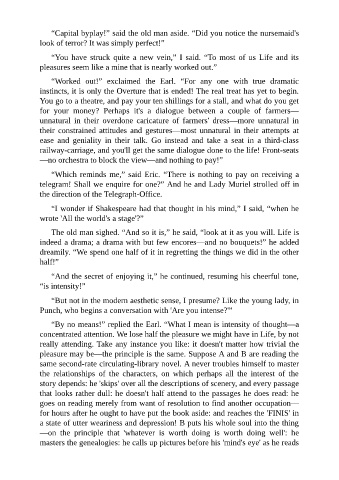 “Capital byplay!” said the old man aside. “Did you notice the nursemaid's
look of terror? It was simply perfect!”
“You have struck quite a new vein,” I said. “To most of us Life and its
pleasures seem like a mine that is nearly worked out.”
“Worked out!” exclaimed the Earl. “For any one with true dramatic
instincts, it is only the Overture that is ended! The real treat has yet to begin.
You go to a theatre, and pay your ten shillings for a stall, and what do you get
for your money? Perhaps it's a dialogue between a couple of farmers—
unnatural in their overdone caricature of farmers' dress—more unnatural in
their constrained attitudes and gestures—most unnatural in their attempts at
ease and geniality in their talk. Go instead and take a seat in a third-class
railway-carriage, and you'll get the same dialogue done to the life! Front-seats
—no orchestra to block the view—and nothing to pay!”
“Which reminds me,” said Eric. “There is nothing to pay on receiving a
telegram! Shall we enquire for one?” And he and Lady Muriel strolled off in
the direction of the Telegraph-Office.
“I wonder if Shakespeare had that thought in his mind,” I said, “when he
wrote 'All the world's a stage'?”
The old man sighed. “And so it is,” he said, “look at it as you will. Life is
indeed a drama; a drama with but few encores—and no bouquets!” he added
dreamily. “We spend one half of it in regretting the things we did in the other
half!”
“And the secret of enjoying it,” he continued, resuming his cheerful tone,
“is intensity!”
“But not in the modern aesthetic sense, I presume? Like the young lady, in
Punch, who begins a conversation with 'Are you intense?'”
“By no means!” replied the Earl. “What I mean is intensity of thought—a
concentrated attention. We lose half the pleasure we might have in Life, by not
really attending. Take any instance you like: it doesn't matter how trivial the
pleasure may be—the principle is the same. Suppose A and B are reading the
same second-rate circulating-library novel. A never troubles himself to master
the relationships of the characters, on which perhaps all the interest of the
story depends: he 'skips' over all the descriptions of scenery, and every passage
that looks rather dull: he doesn't half attend to the passages he does read: he
goes on reading merely from want of resolution to find another occupation—
for hours after he ought to have put the book aside: and reaches the 'FINIS' in
a state of utter weariness and depression! B puts his whole soul into the thing
—on the principle that 'whatever is worth doing is worth doing well': he
masters the genealogies: he calls up pictures before his 'mind's eye' as he reads